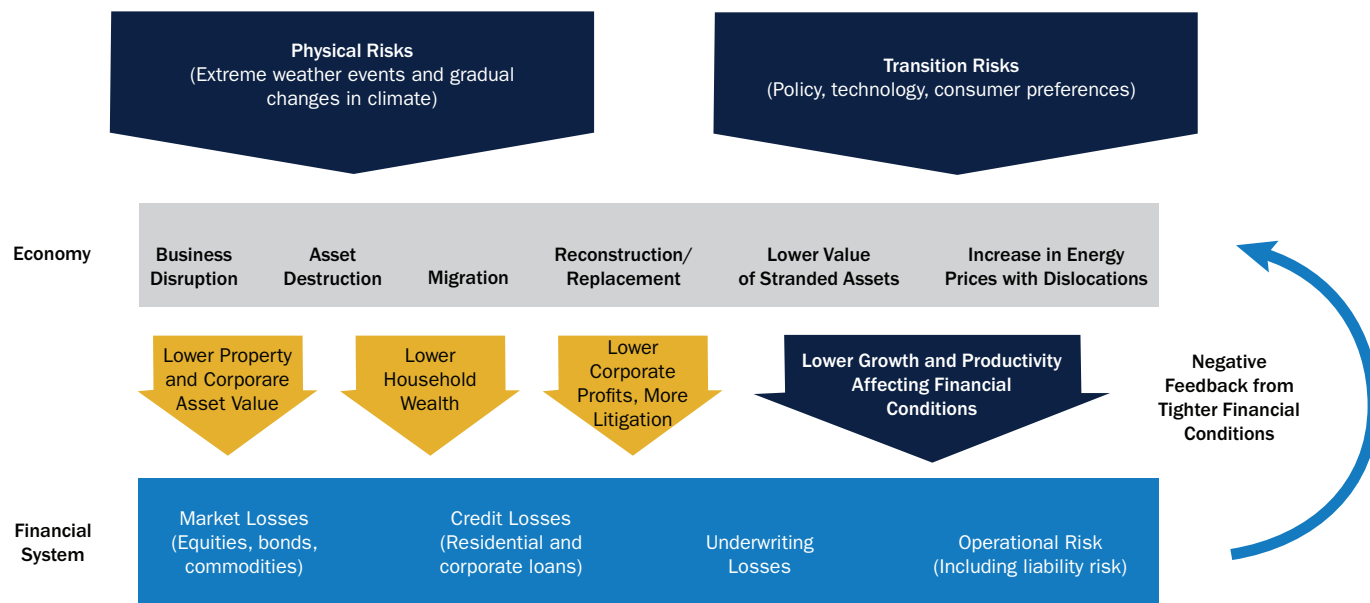 Physical Risks
(Extreme weather events and gradual
changes in climate)
Transition Risks
(Policy, technology, consumer preferences)
Economy
Business
Disruption
Asset
Destruction
Migration
Reconstruction/
Replacement
Lower Value
of Stranded Assets
Increase in Energy
Prices with Dislocations
Lower Property
and Corporare
Asset Value
Lower
Household
Wealth
Lower
Corporate
Profits, More
Litigation
Lower Growth and Productivity
Affecting Financial
Conditions
Negative
Feedback from
Tighter Financial
Conditions
Financial
System
Market Losses
(Equities, bonds,
commodities)
Credit Losses
(Residential and
corporate loans)
Underwriting
Losses
Operational Risk
(Including liability risk)